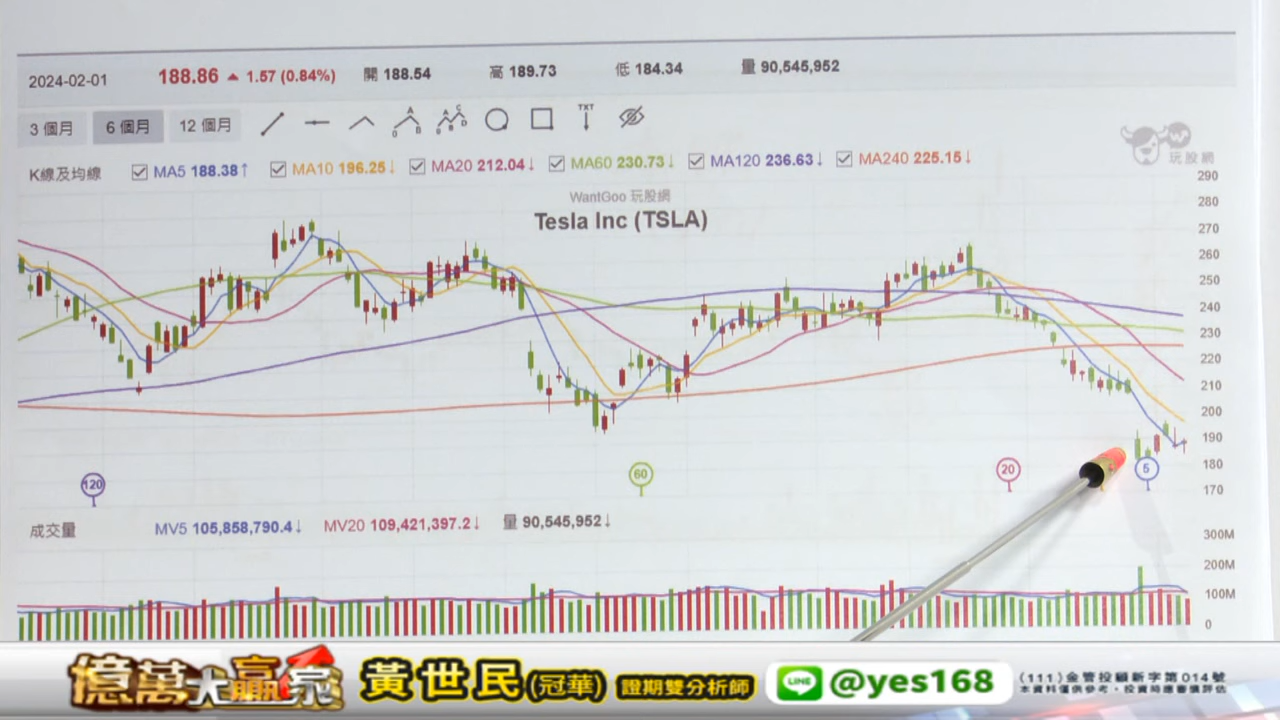 2024-02-01 188.86 ▲ 1.57 (0.84%) 開 188.54 高 189.73 低 184.34 量 90,545,952
3 個月 6 個月 12 個月 TXT
K線及均線 MA5 188.38↑ MA10 196.25↓ MA20 212.04↓ MA60 230.73↓ MA120 236.63↓ MA240 225.15↓
玩股網
WantGoo 玩股網
Tesla Inc (TSLA)
290
280
270
260
250
240
230
220
210
200
190
180
170
120 60 20 5
成交量 MV5 105,858,790.4↓ MV20 109,421,397.2↓ 量 90,545,952↓
300M
200M
100M
0
億萬大贏家 黃世民(冠華) 證期雙分析師 LINE @yes168
(111)金管投顧新字第014號
本資料僅供參考，投資時應審慎評估